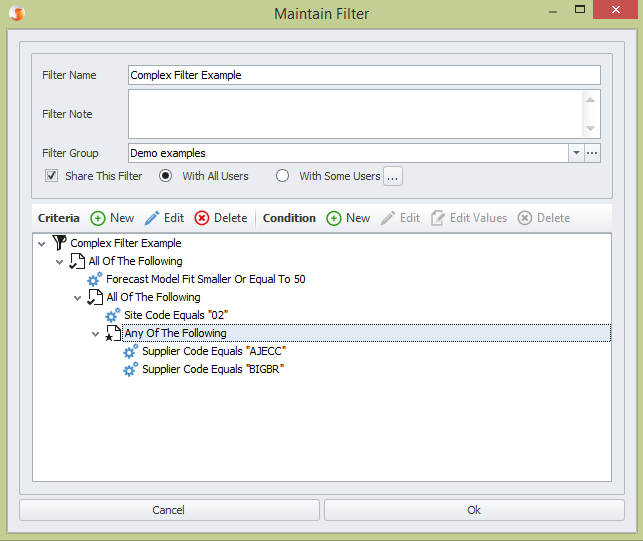 Maintain Filter
Filter Name Complex Filter Example
Filter Note
Filter Group Demo examples
Share This Filter With All Users With Some Users ...
Criteria New Edit Delete Condition New Edit Edit Values Delete
Complex Filter Example
All Of The Following
Forecast Model Fit Smaller Or Equal To 50
All Of The Following
Site Code Equals "02"
Any Of The Following
Supplier Code Equals "AJECC"
Supplier Code Equals "BIGBR"
Cancel Ok